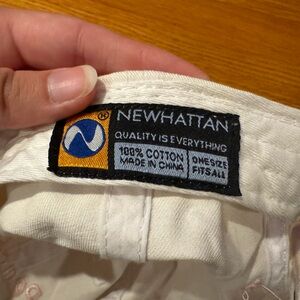 ®
NEWHATTAN
QUALITY IS EVERYTHING
100% COTTON
MADE IN CHINA
ONE SIZE
FITS ALL